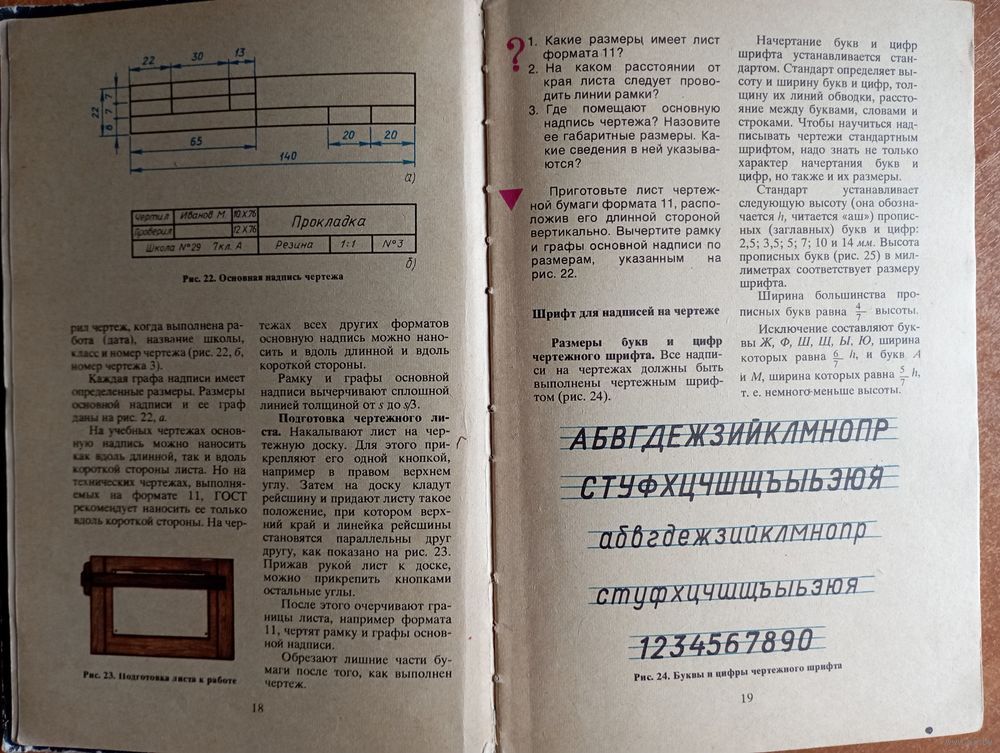 22
30
13
22
7
7
8
65
20
20
140
а)
Чертил Иванов М. 10 X 76
Проверил 12 X 76
Прокладка
Школа №29 7кл. А
Резина
1:1
№3
б)
Рис. 22. Основная надпись чертежа
рил чертеж, когда выполнена ра-
бота (дата), название школы,
класс и номер чертежа (рис. 22, б,
номер чертежа 3).
Каждая графа надписи имеет
определенные размеры. Размеры
основной надписи и ее граф
даны на рис. 22, а.
На учебных чертежах основ-
ную надпись можно наносить
как вдоль длинной, так и вдоль
короткой стороны листа. Но на
технических чертежах, выполня-
емых на формате 11, ГОСТ
рекомендует наносить ее только
вдоль короткой стороны. На чер-
Рис. 23. Подготовка листа к работе
тежах всех других форматов
основную надпись можно нано-
сить и вдоль длинной и вдоль
короткой стороны.
Рамку и графы основной
надписи вычерчивают сплошной
линией толщиной от s до s/3.
Подготовка чертежного ли-
ста. Накалывают лист на чер-
тежную доску. Для этого при-
крепляют его одной кнопкой,
например в правом верхнем
углу. Затем на доску кладут
рейсшину и придают листу такое
положение, при котором верх-
ний край и линейка рейсшины
становятся параллельны друг
другу, как показано на рис. 23.
Прижав рукой лист к доске,
можно прикрепить кнопками
остальные углы.
После этого очерчивают гра-
ницы листа, например формата
11, чертят рамку и графы основ-
ной надписи.
Обрезают лишние части бу-
маги после того, как выполнен
чертеж.
18
?
1. Какие размеры имеет лист
формата 11?
2. На каком расстоянии от
края листа следует прово-
дить линии рамки?
3. Где помещают основную
надпись чертежа? Назовите
ее габаритные размеры. Ка-
кие сведения в ней указыва-
ются?
Приготовьте лист чертеж-
ной бумаги формата 11, распо-
ложив его длинной стороной
вертикально. Вычертите рамку
и графы основной надписи по
размерам, указанным на
рис. 22.
Шрифт для надписей на чертеже
Размеры букв и цифр
чертежного шрифта. Все надпи-
си на чертежах должны быть
выполнены чертежным шриф-
том (рис. 24).
Начертание букв и цифр
шрифта устанавливается стан-
дартом. Стандарт определяет вы-
соту и ширину букв и цифр, тол-
щину их линий обводки, рассто-
яние между буквами, словами и
строками. Чтобы научиться над-
писывать чертежи стандартным
шрифтом, надо знать не только
характер начертания букв и
цифр, но также и их размеры.
Стандарт устанавливает
следующую высоту (она обозна-
чается h, читается «аш») пропис-
ных (заглавных) букв и цифр:
2,5; 3,5; 5; 7; 10 и 14 мм. Высота
прописных букв (рис. 25) в мил-
лиметрах соответствует размеру
шрифта.
Ширина большинства про-
писных букв равна 4/7 высоты.
Исключение составляют бук-
вы Ж, Ф, Ш, Щ, Ы, Ю, ширина
которых равна 6/7 h, и букв А
и М, ширина которых равна 5/7 h,
т. е. немного меньше высоты.
АБВГДЕЖЗИЙКЛМНОПР
СТУФХЦЧШЩЪЫЬЭЮЯ
абвгдежзийклмнопр
стуфхцчшщъыьэюя
1234567890
Рис. 24. Буквы и цифры чертежного шрифта
19